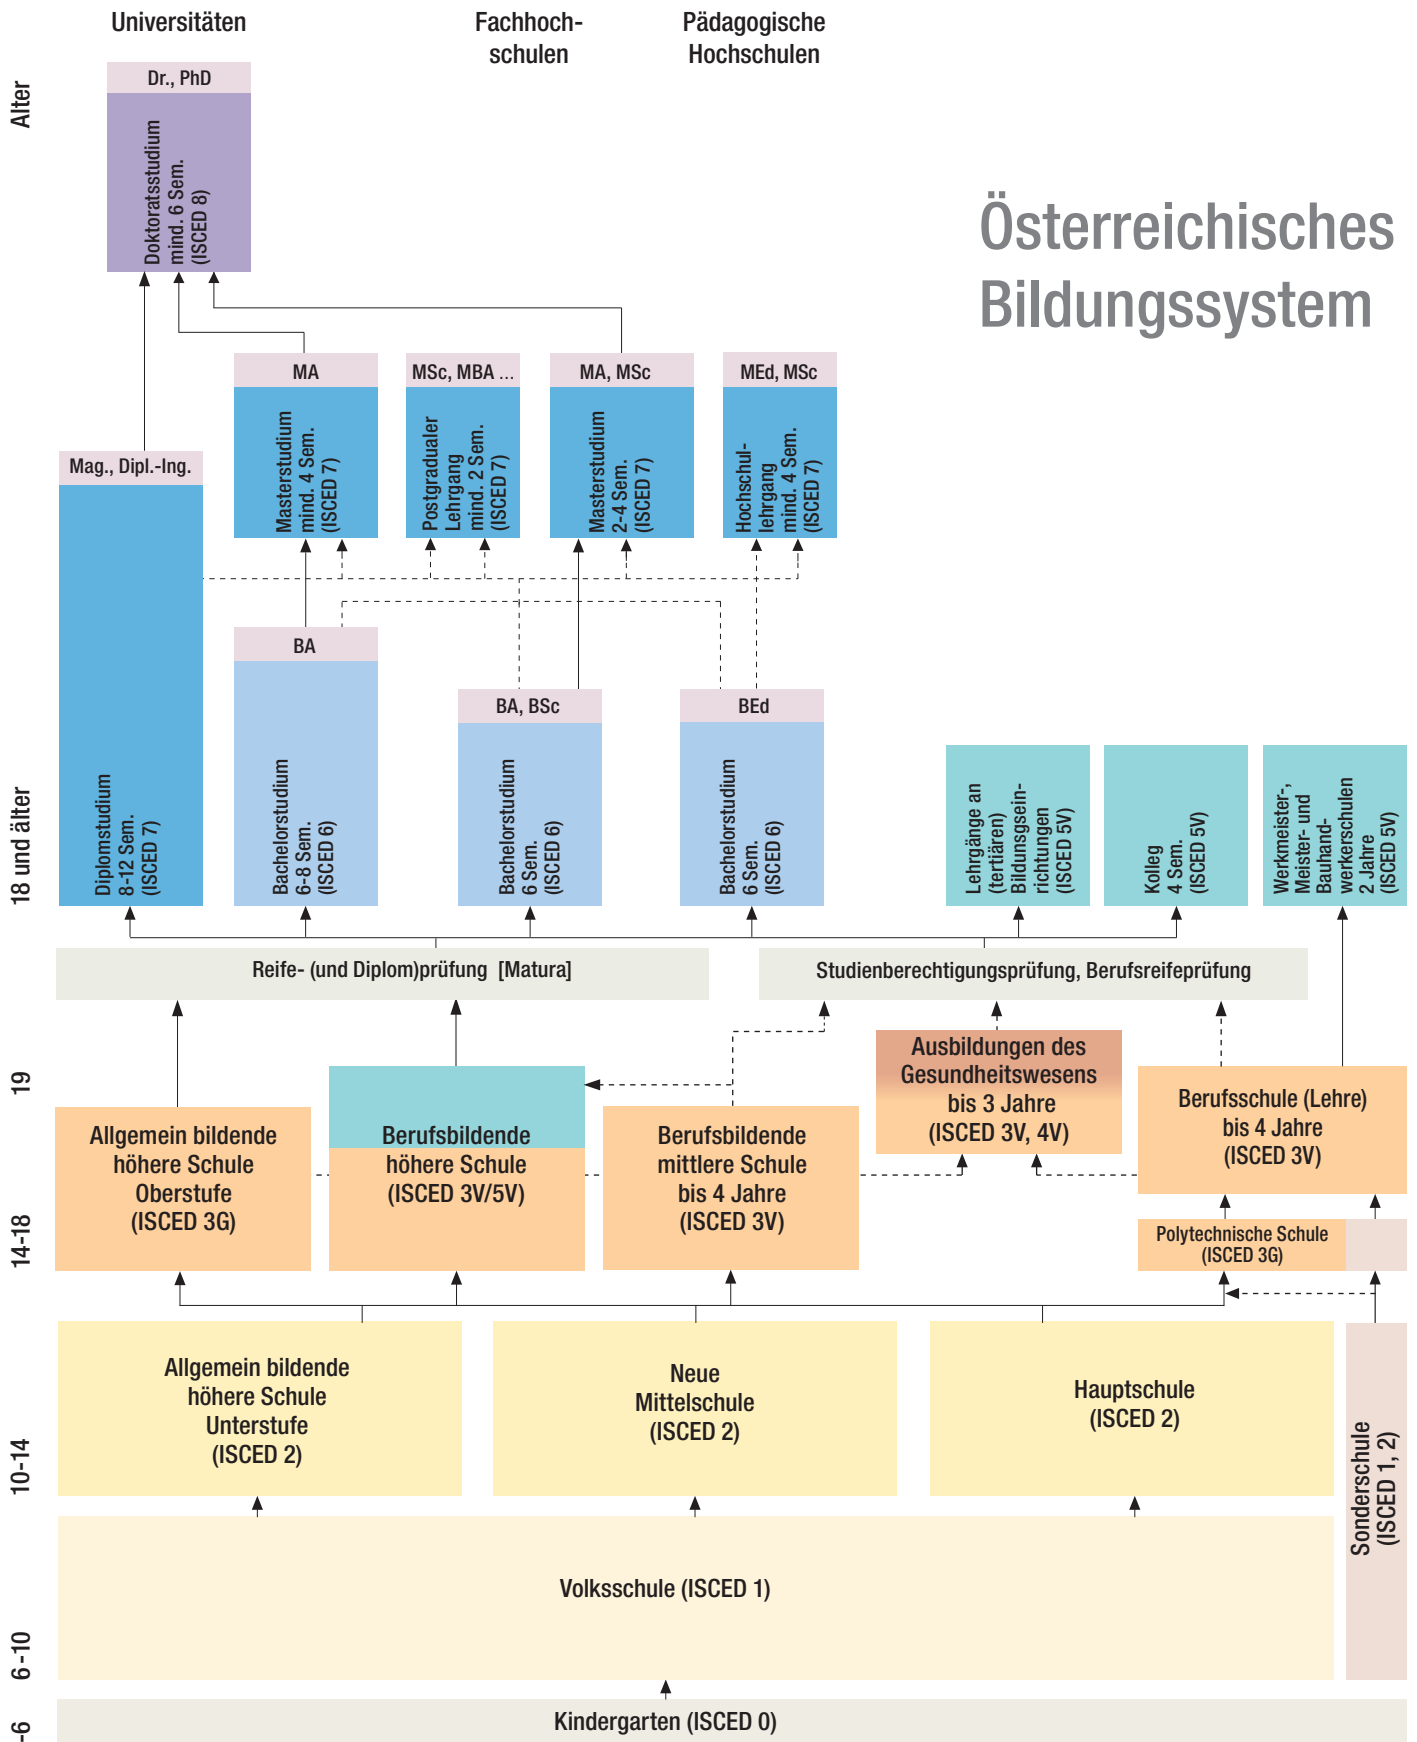 Universitäten
Fachhoch-
schulen
Pädagogische
Hochschulen
Österreichisches
Bildungssystem
Alter
Dr., PhD
Doktoratsstudium
mind. 6 Sem.
(ISCED 8)
MA
Masterstudium
mind. 4 Sem.
(ISCED 7)
MSc, MBA ...
Postgradualer
Lehrgang
mind. 2 Sem.
(ISCED 7)
MA, MSc
Masterstudium
2-4 Sem.
(ISCED 7)
MEd, MSc
Hochschul-
lehrgang
mind. 4 Sem.
(ISCED 7)
Mag., Dipl.-Ing.
Diplomstudium
8-12 Sem.
(ISCED 7)
BA
Bachelorstudium
6-8 Sem.
(ISCED 6)
BA, BSc
Bachelorstudium
6 Sem.
(ISCED 6)
BEd
Bachelorstudium
6 Sem.
(ISCED 6)
Lehrgänge an
(tertiären)
Bildunsgsein-
richtungen
(ISCED 5V)
Kolleg
4 Sem.
(ISCED 5V)
Werkmeister-,
Meister- und
Bauhand-
werkerschulen
2 Jahre
(ISCED 5V)
18 und älter
Reife- (und Diplom)prüfung [Matura]
Studienberechtigungsprüfung, Berufsreifeprüfung
19
Allgemein bildende
höhere Schule
Oberstufe
(ISCED 3G)
Berufsbildende
höhere Schule
(ISCED 3V/5V)
Berufsbildende
mittlere Schule
bis 4 Jahre
(ISCED 3V)
Ausbildungen des
Gesundheitswesens
bis 3 Jahre
(ISCED 3V, 4V)
Berufsschule (Lehre)
bis 4 Jahre
(ISCED 3V)
14-18
Polytechnische Schule
(ISCED 3G)
Allgemein bildende
höhere Schule
Unterstufe
(ISCED 2)
Neue
Mittelschule
(ISCED 2)
Hauptschule
(ISCED 2)
Sonderschule
(ISCED 1, 2)
10-14
Volksschule (ISCED 1)
6 -10
Kindergarten (ISCED 0)
-6